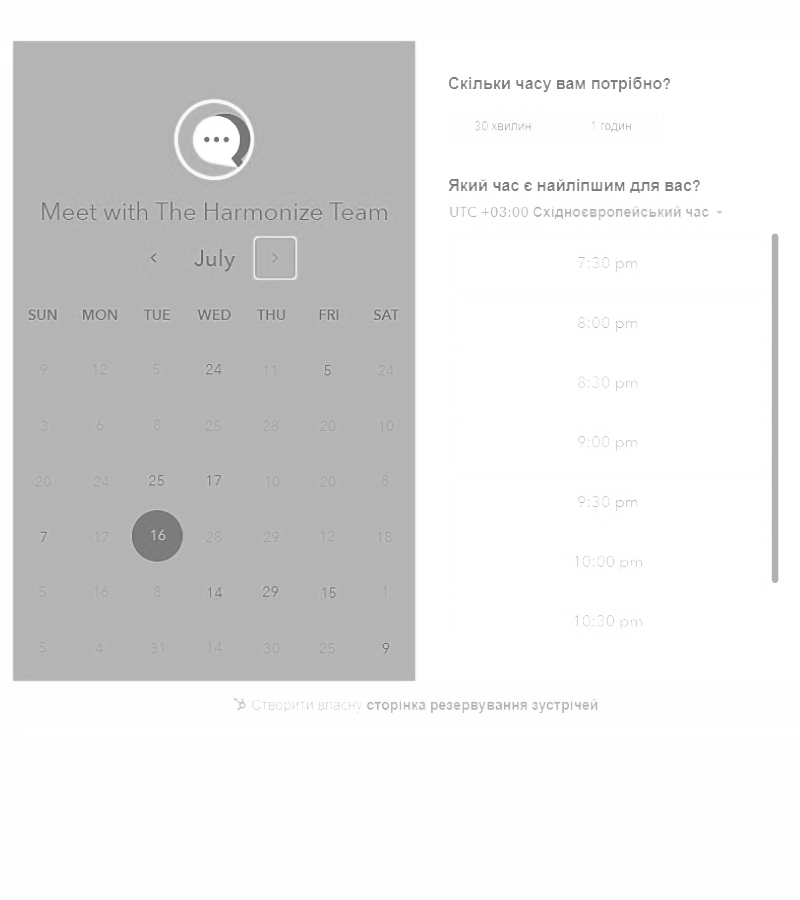 Meet with The Harmonize Team
July
SUN MON TUE WED THU FRI SAT
9 12 5 24 11 5 24
3 6 8 25 28 20 10
20 24 25 17 10 20 8
7 17 16 28 29 12 18
5 16 8 14 29 15 1
5 4 31 14 30 25 9
Скільки часу вам потрібно?
30 хвилин 1 годин
Який час є найліпшим для вас?
UTC +03:00 Східноєвропейський час
7:30 pm
8:00 pm
8:30 pm
9:00 pm
9:30 pm
10:00 pm
10:30 pm
Створити власну сторінка резервування зустрічей